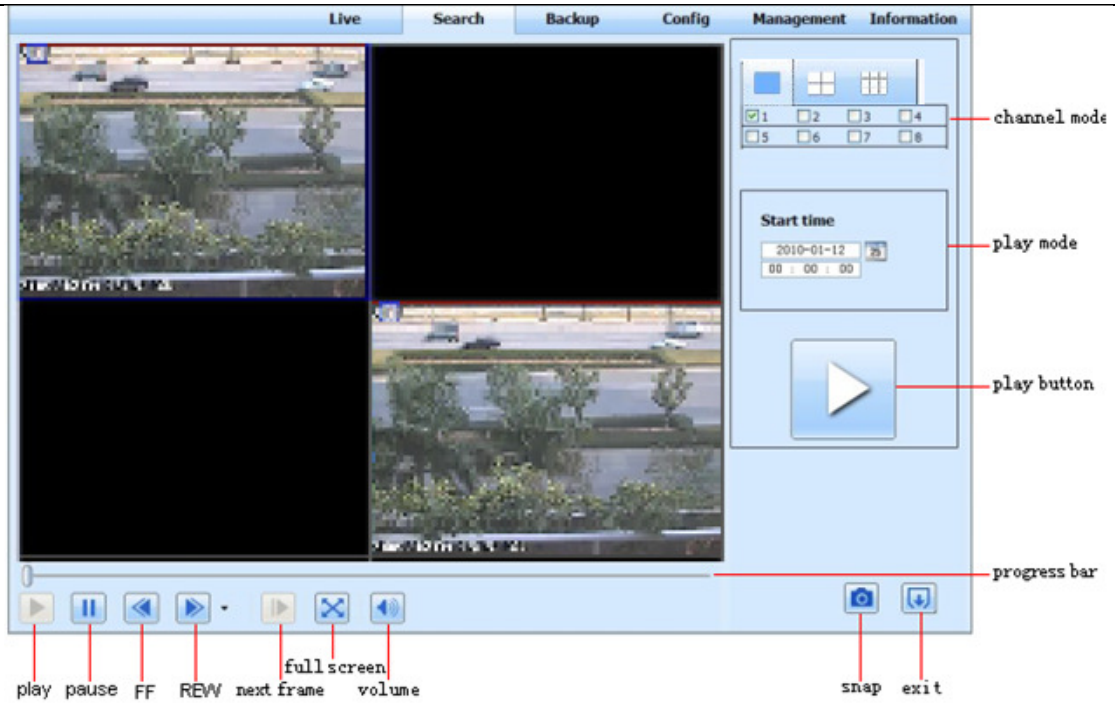 Live Search Backup Config Management Information
1 2 3 4
channel mode
5 6 7 8
Start time
2010-01-12
25
play mode
00 : 00 : 00
play button
progress bar
full screen
play pause FF REW next frame volume snap exit